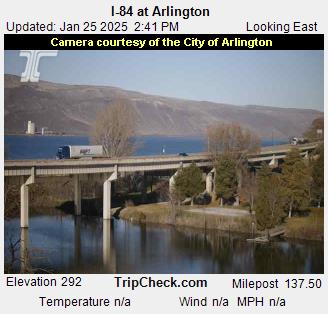 I-84 at Arlington
Updated: Jan 25 2025 2:41 PM Looking East
Camera courtesy of the City of Arlington
Elevation 292 TripCheck.com Milepost 137.50
Temperature n/a Wind n/a MPH n/a